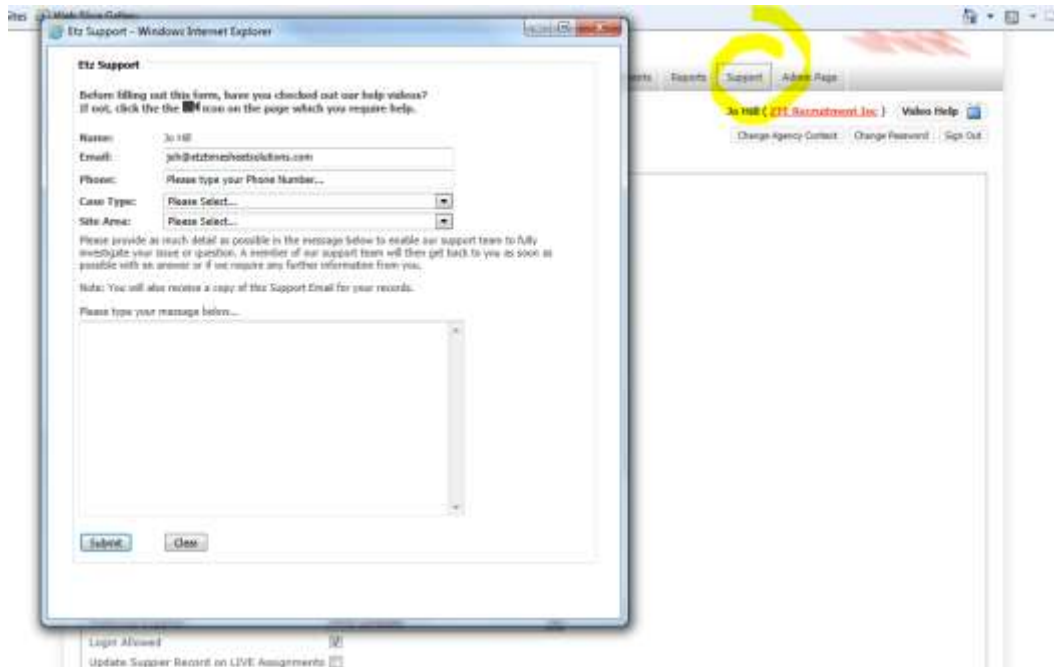 Etz Support - Windows Internet Explorer
Etz Support
Before filling out this form, have you checked out our help videos?
If not, click the the icon on the page which you require help.
Name: Jo Hill
Email: @etztimesheetsolutions.com
Phone: Please type your Phone Number...
Case Type: Please Select...
Site Area: Please Select...
Please provide as much detail as possible in the message below to enable our support team to fully
investigate your issue or question. A member of our support team will then get back to you as soon as
possible with an answer or if we require any further information from you.
Note: You will also receive a copy of this Support Email for your records.
Please type your message below...
Submit Clear
Reports Support Admin Page
Jo Hill ( Recruitment Inc ) Video Help
Change Agency Context Change Password Sign Out
Login Allowed
Update Supplier Record on LIVE Assignments